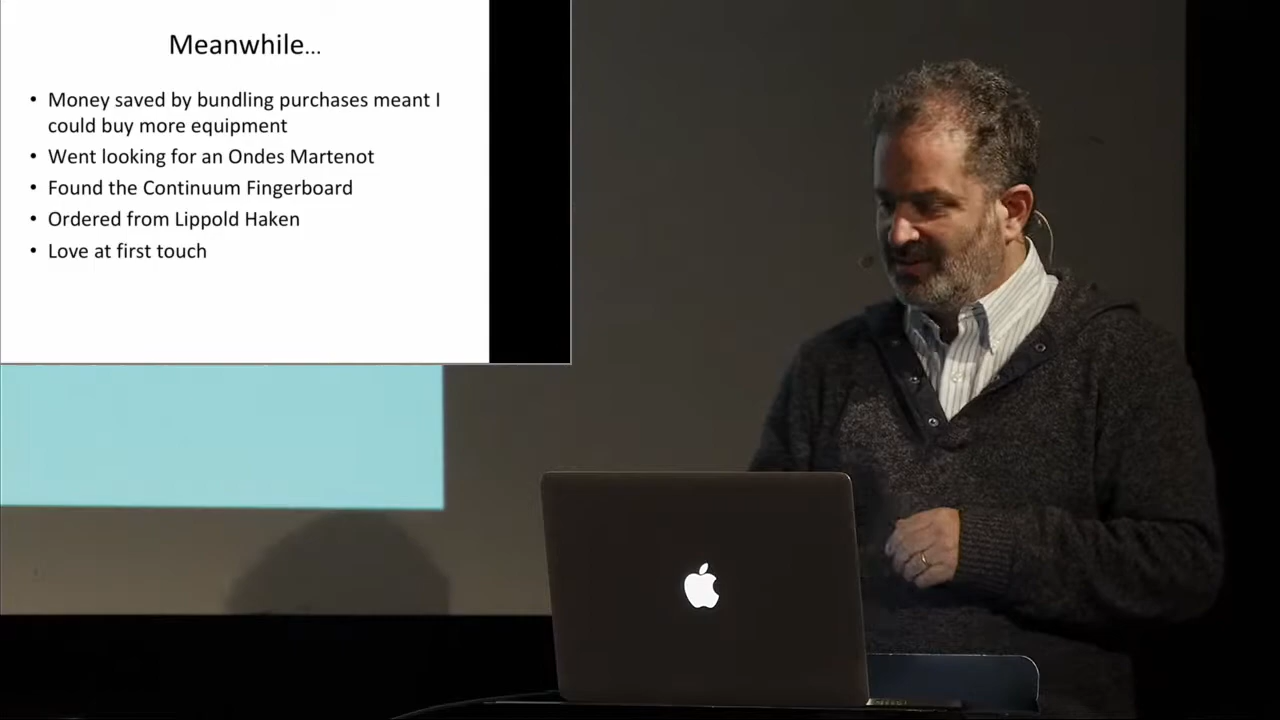 Meanwhile...
• Money saved by bundling purchases meant I
could buy more equipment
• Went looking for an Ondes Martenot
• Found the Continuum Fingerboard
• Ordered from Lippold Haken
• Love at first touch